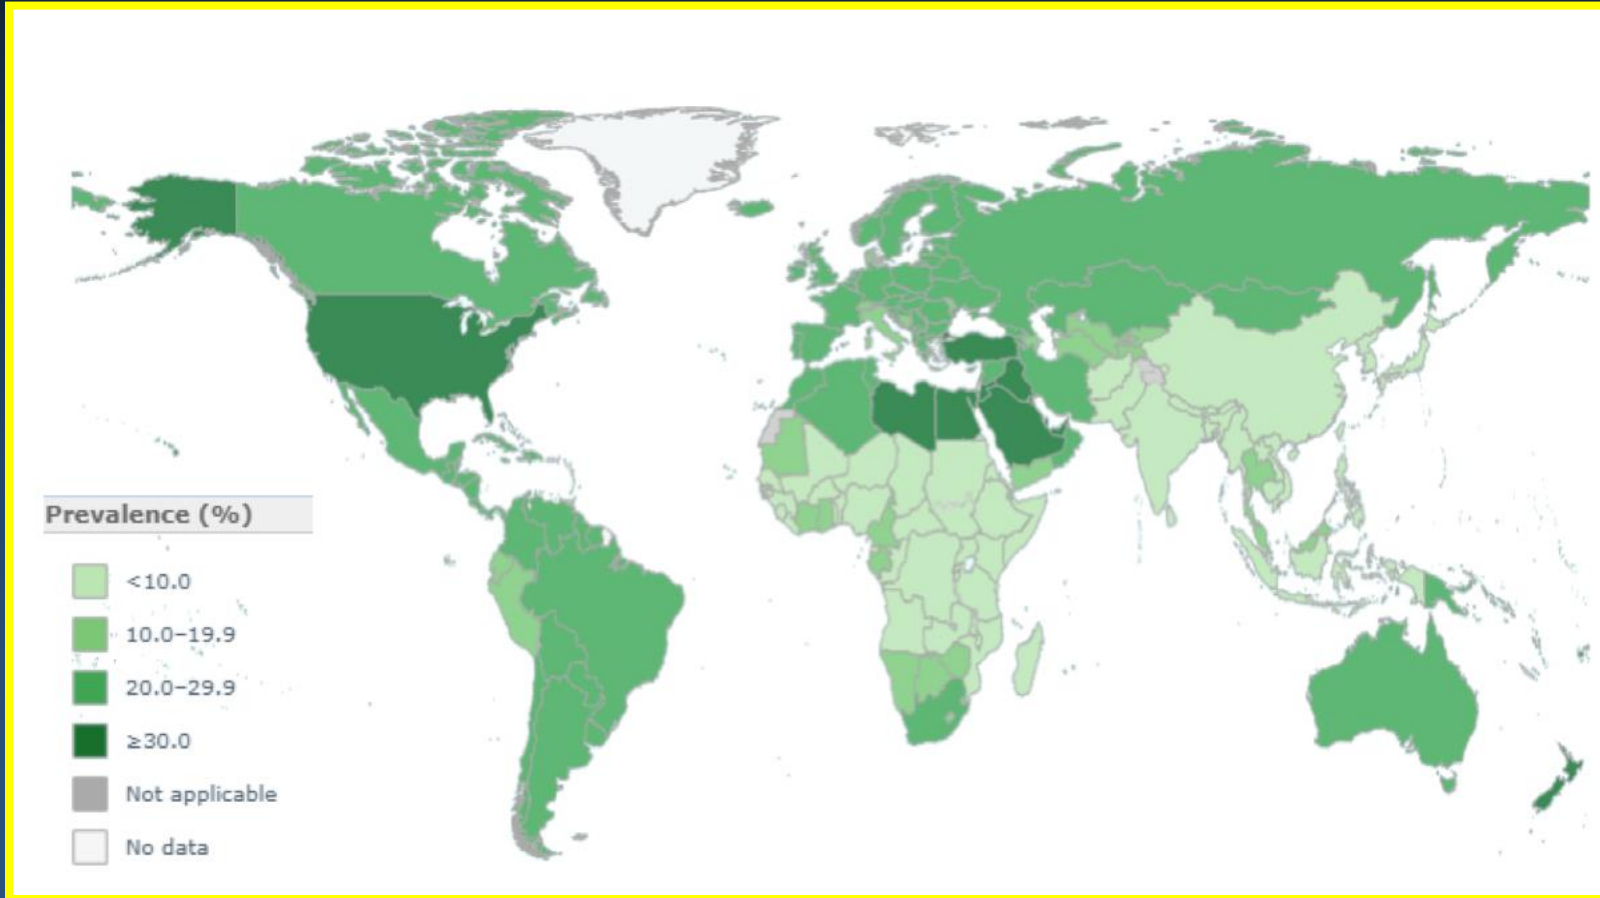 Prevalence (%)
<10.0
10.0–19.9
20.0–29.9
≥30.0
Not applicable
No data